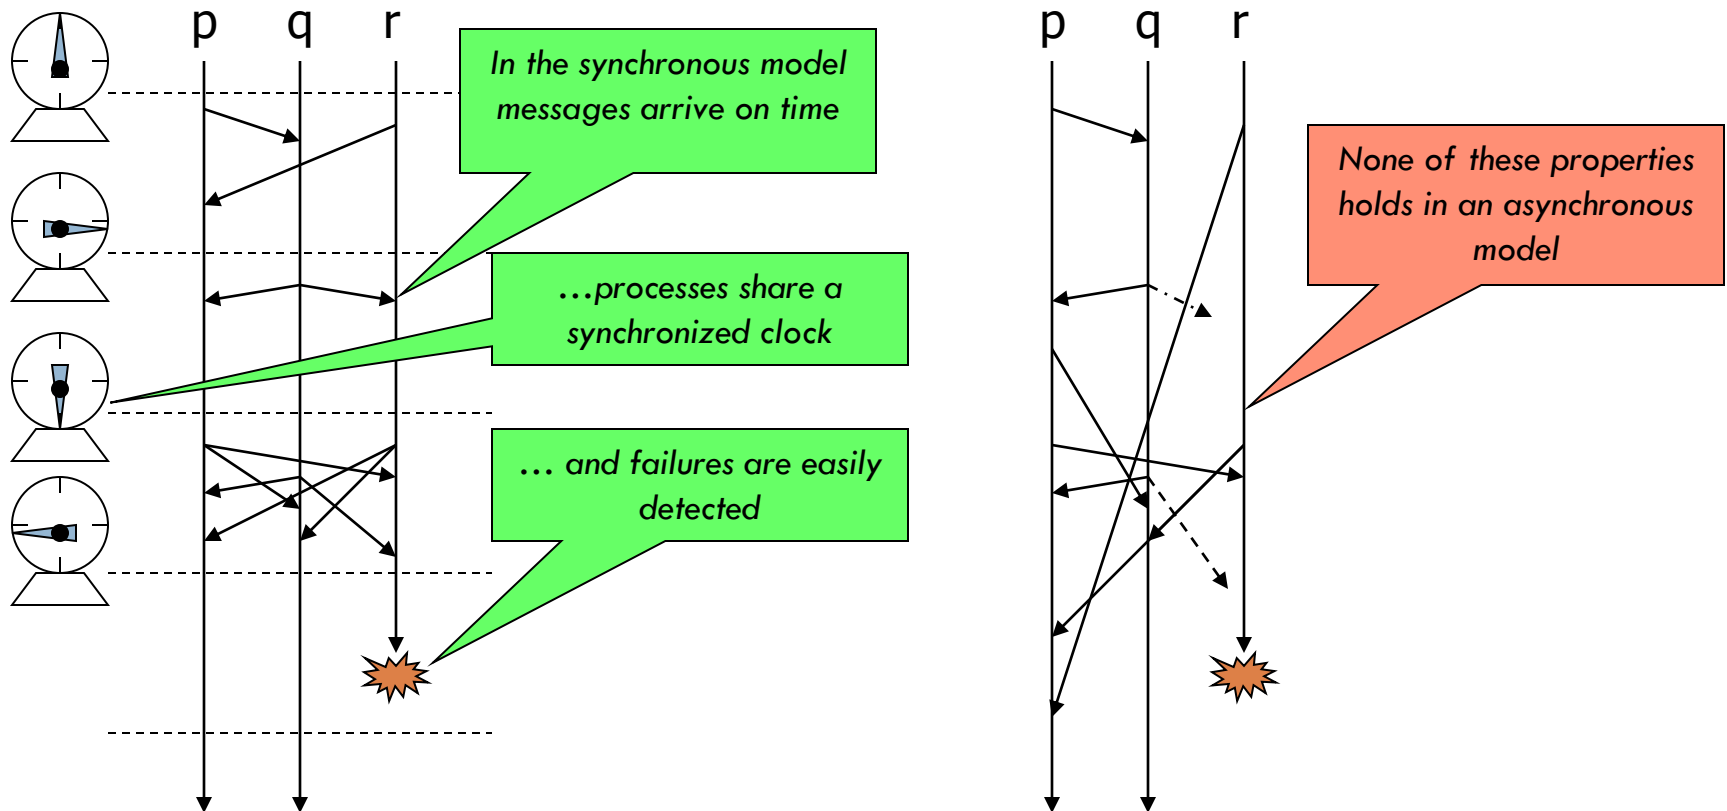 p q r
In the synchronous model
messages arrive on time
…processes share a
synchronized clock
… and failures are easily
detected
p q r
None of these properties
holds in an asynchronous
model